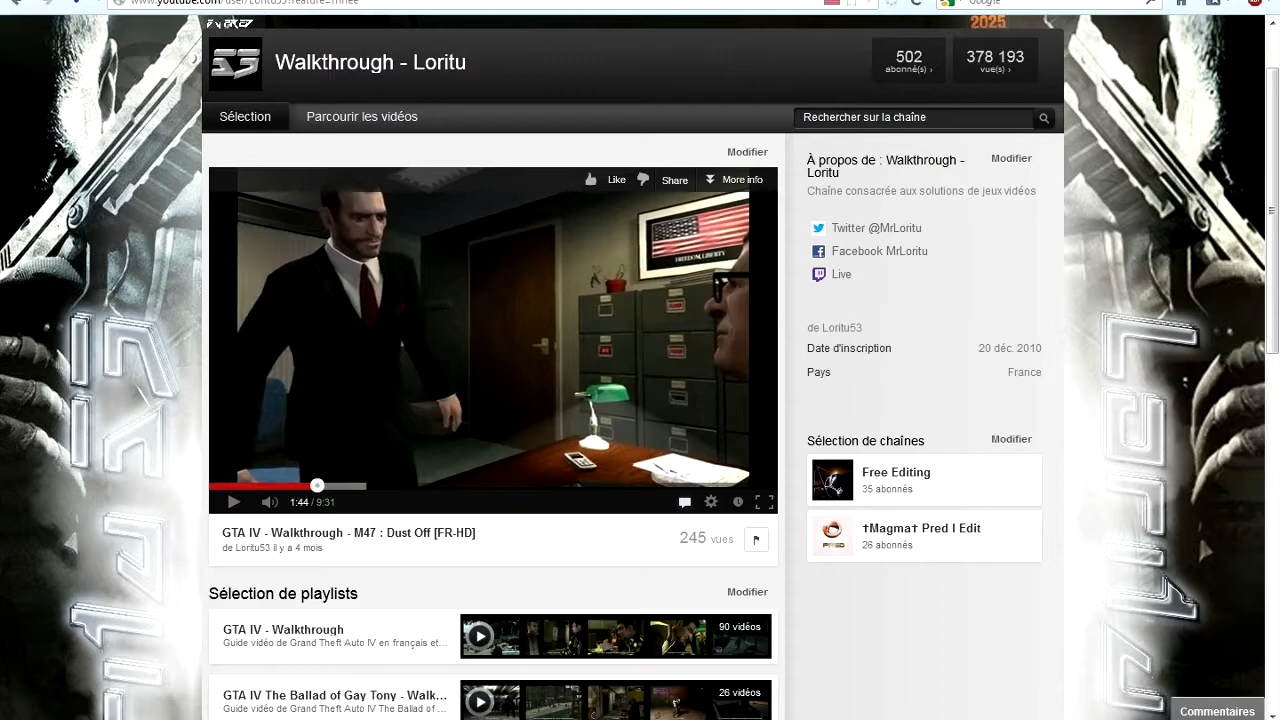 www.youtube.com/user/Loritu53?feature=mhee
Google
2025
Walkthrough - Loritu
502
abonné(s) ›
378 193
vue(s) ›
Sélection
Parcourir les vidéos
Rechercher sur la chaîne
Modifier
Like
Share
More info
FREEDOM, LIBERTY
1:44 / 9:31
GTA IV - Walkthrough - M47 : Dust Off [FR-HD]
de Loritu53 il y a 4 mois
245 vues
Sélection de playlists
Modifier
GTA IV - Walkthrough
Guide vidéo de Grand Theft Auto IV en français et...
90 vidéos
GTA IV The Ballad of Gay Tony - Walk...
Guide vidéo de GTA IV The Ballad of ...
26 vidéos
À propos de : Walkthrough -
Loritu
Modifier
Chaîne consacrée aux solutions de jeux vidéos
Twitter @MrLoritu
Facebook MrLoritu
Live
de Loritu53
Date d'inscription
20 déc. 2010
Pays
France
Sélection de chaînes
Modifier
Free Editing
35 abonnés
†Magma† Pred I Edit
26 abonnés
PRED
Commentaires